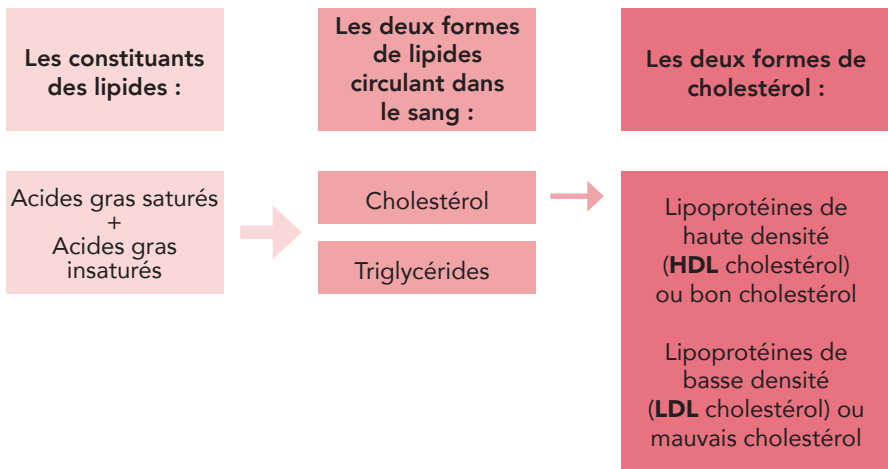 Les constituants
des lipides :
Les deux formes
de lipides
circulant dans
le sang :
Les deux formes de
cholestérol :
Acides gras saturés
+
Acides gras
insaturés
Cholestérol
Triglycérides
Lipoprotéines de
haute densité
(HDL cholestérol)
ou bon cholestérol
Lipoprotéines de
basse densité
(LDL cholestérol) ou
mauvais cholestérol